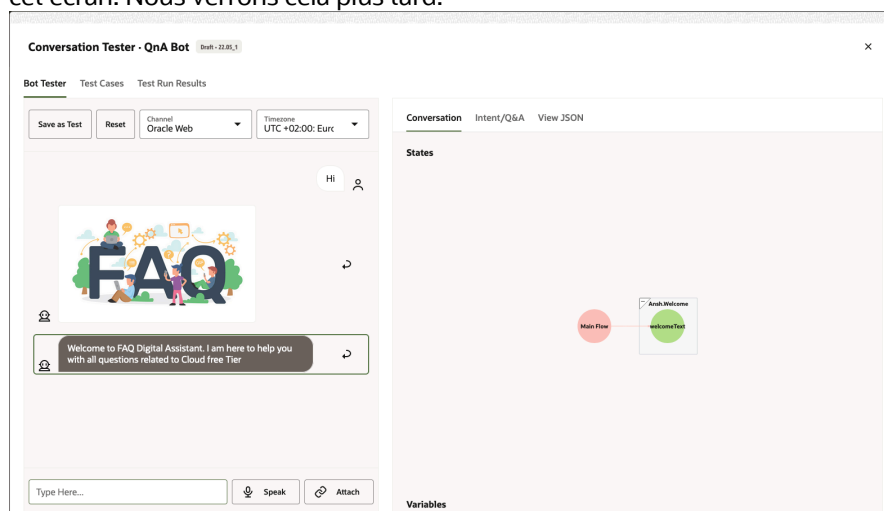 cet écran. Nous verrons cela plus tard.
Conversation Tester · QnA Bot Draft - 22.05_1
Bot Tester Test Cases Test Run Results
Save as Test Reset Channel Oracle Web Timezone UTC +02:00: Eurc
Conversation Intent/Q&A View JSON
States
Hi
FAQ
Ansh.Welcome
Main Flow welcomeText
Welcome to FAQ Digital Assistant. I am here to help you
with all questions related to Cloud free Tier
Type Here... Speak Attach
Variables